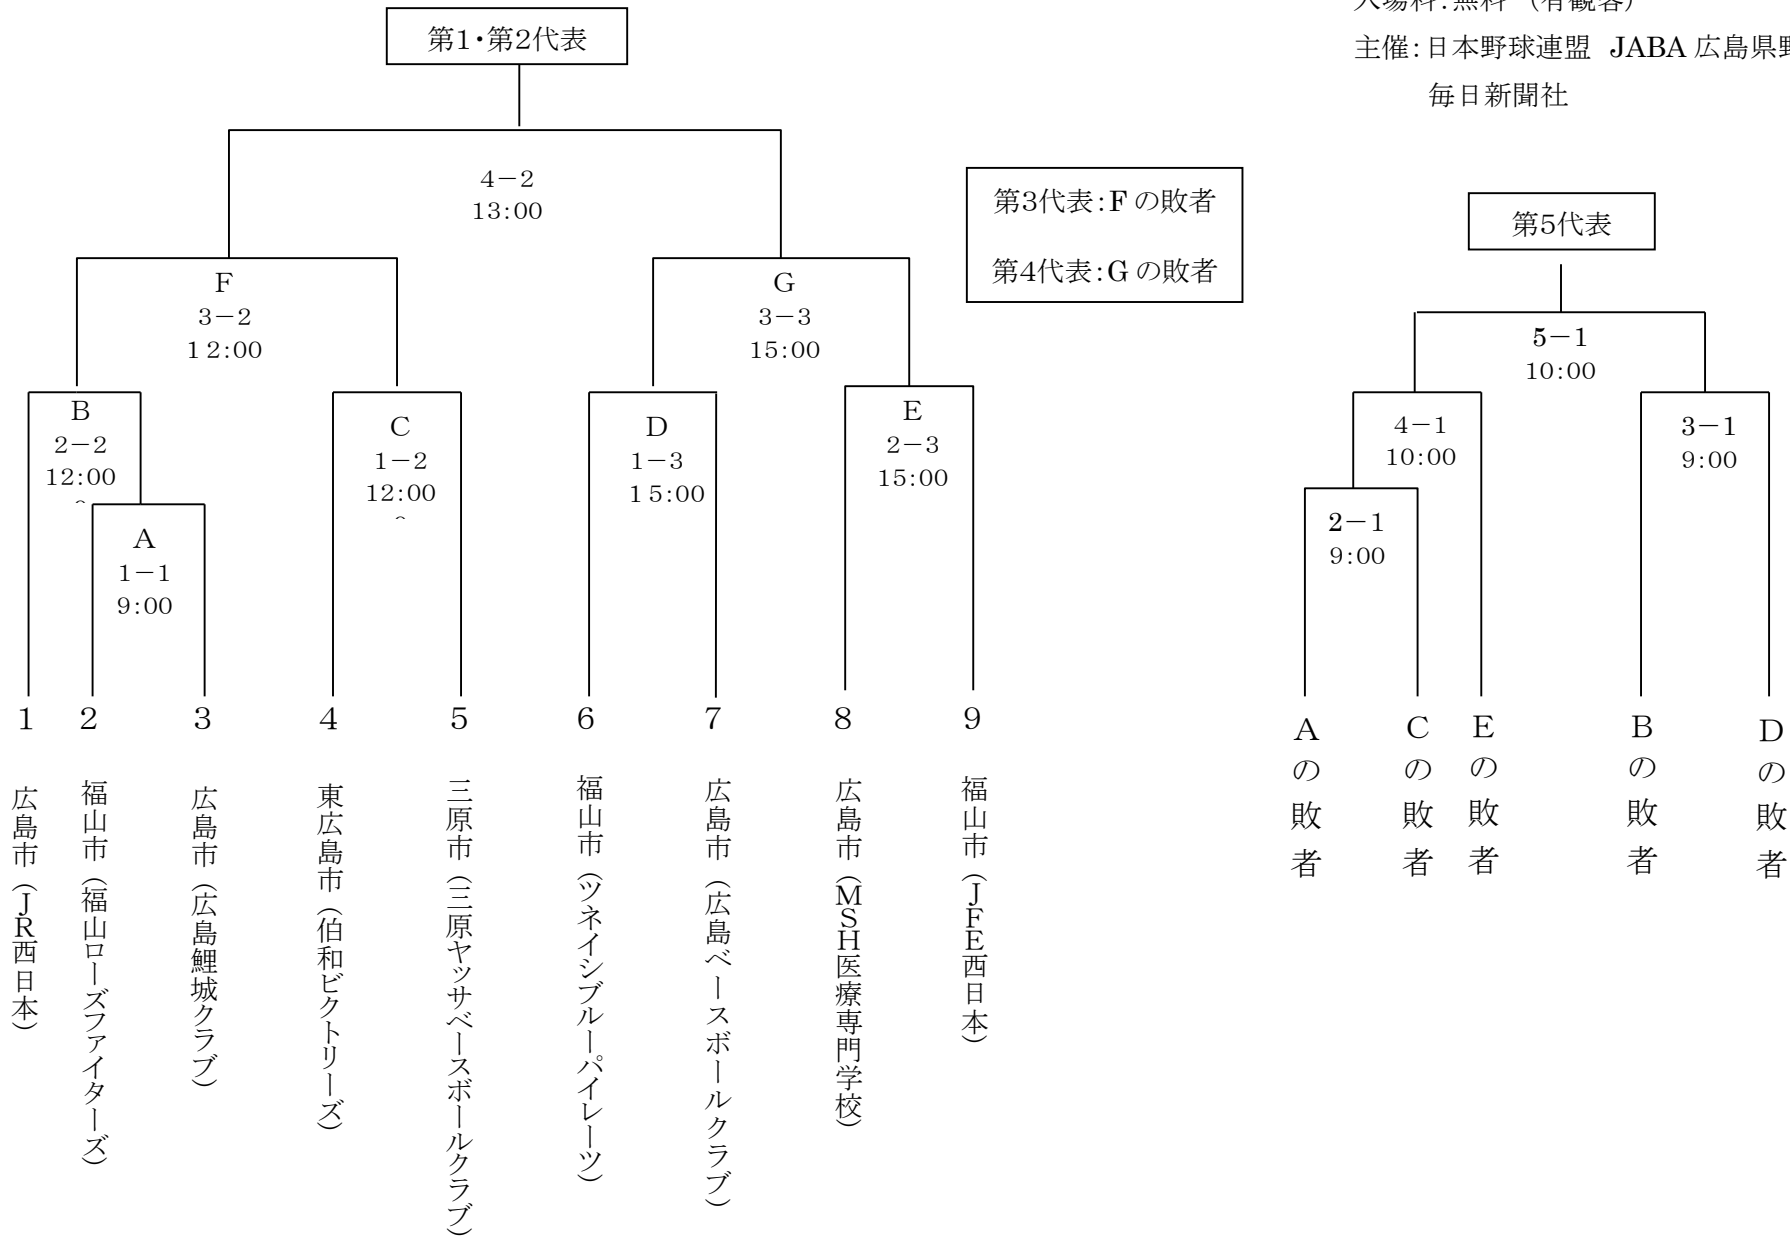 入場料:無料 (有観客)
主催:日本野球連盟 JABA 広島県野
毎日新聞社
第1・第2代表
4－2
13:00
第3代表:F の敗者
第4代表:G の敗者
第5代表
F
3－2
12:00
G
3－3
15:00
5－1
10:00
B
2－2
12:00
C
1－2
12:00
D
1－3
15:00
E
2－3
15:00
4－1
10:00
3－1
9:00
A
1－1
9:00
2－1
9:00
1
広島市(JR西日本)
2
福山市(福山ローズファイターズ)
3
広島市(広島鯉城クラブ)
4
東広島市(伯和ビクトリーズ)
5
三原市(三原ヤッサベースボールクラブ)
6
福山市(ツネイシブルーパイレーツ)
7
広島市(広島ベースボールクラブ)
8
広島市(MSH医療専門学校)
9
福山市(JFE西日本)
Aの敗者
Cの敗者
Eの敗者
Bの敗者
Dの敗者